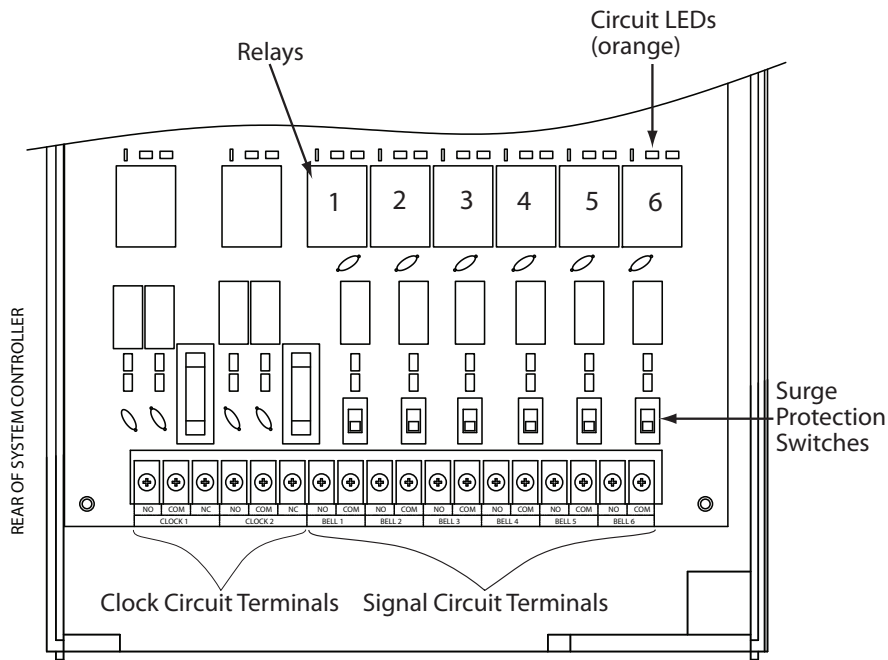 Circuit LEDs
(orange)
Relays
1 2 3 4 5 6
REAR OF SYSTEM CONTROLLER
Surge
Protection
Switches
NO COM NC NO COM NC NO COM NO COM NO COM NO COM NO COM NO COM
CLOCK 1 CLOCK 2 BELL 1 BELL 2 BELL 3 BELL 4 BELL 5 BELL 6
Clock Circuit Terminals Signal Circuit Terminals